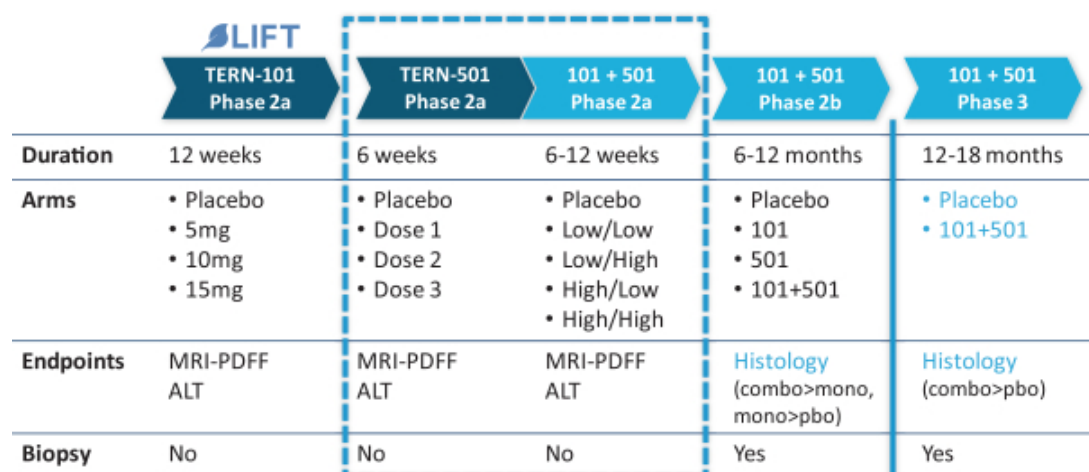 LIFT
TERN-101 TERN-501 101 + 501 101 + 501 101 + 501
Phase 2a Phase 2a Phase 2a Phase 2b Phase 3
Duration 12 weeks 6 weeks 6-12 weeks 6-12 months 12-18 months
Arms • Placebo • Placebo • Placebo • Placebo • Placebo
• 5mg • Dose 1 • Low/Low • 101 • 101+501
• 10mg • Dose 2 • Low/High • 501
• 15mg • Dose 3 • High/Low • 101+501
• High/High
Endpoints MRI-PDFF MRI-PDFF MRI-PDFF Histology Histology
ALT ALT ALT (combo>mono, (combo>pbo)
mono>pbo)
Biopsy No No No Yes Yes